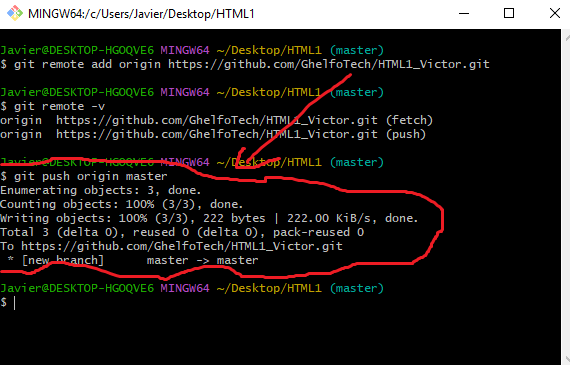 MINGW64:/c/Users/Javier/Desktop/HTML1
Javier@DESKTOP-HGOQVE6 MINGW64 ~/Desktop/HTML1 (master)
$ git remote add origin https://github.com/GhelfoTech/HTML1_Victor.git
Javier@DESKTOP-HGOQVE6 MINGW64 ~/Desktop/HTML1 (master)
$ git remote -v
origin  https://github.com/GhelfoTech/HTML1_Victor.git (fetch)
origin  https://github.com/GhelfoTech/HTML1_Victor.git (push)
Javier@DESKTOP-HGOQVE6 MINGW64 ~/Desktop/HTML1 (master)
$ git push origin master
Enumerating objects: 3, done.
Counting objects: 100% (3/3), done.
Writing objects: 100% (3/3), 222 bytes | 222.00 KiB/s, done.
Total 3 (delta 0), reused 0 (delta 0), pack-reused 0
To https://github.com/GhelfoTech/HTML1_Victor.git
 * [new branch]      master -> master
Javier@DESKTOP-HGOQVE6 MINGW64 ~/Desktop/HTML1 (master)
$